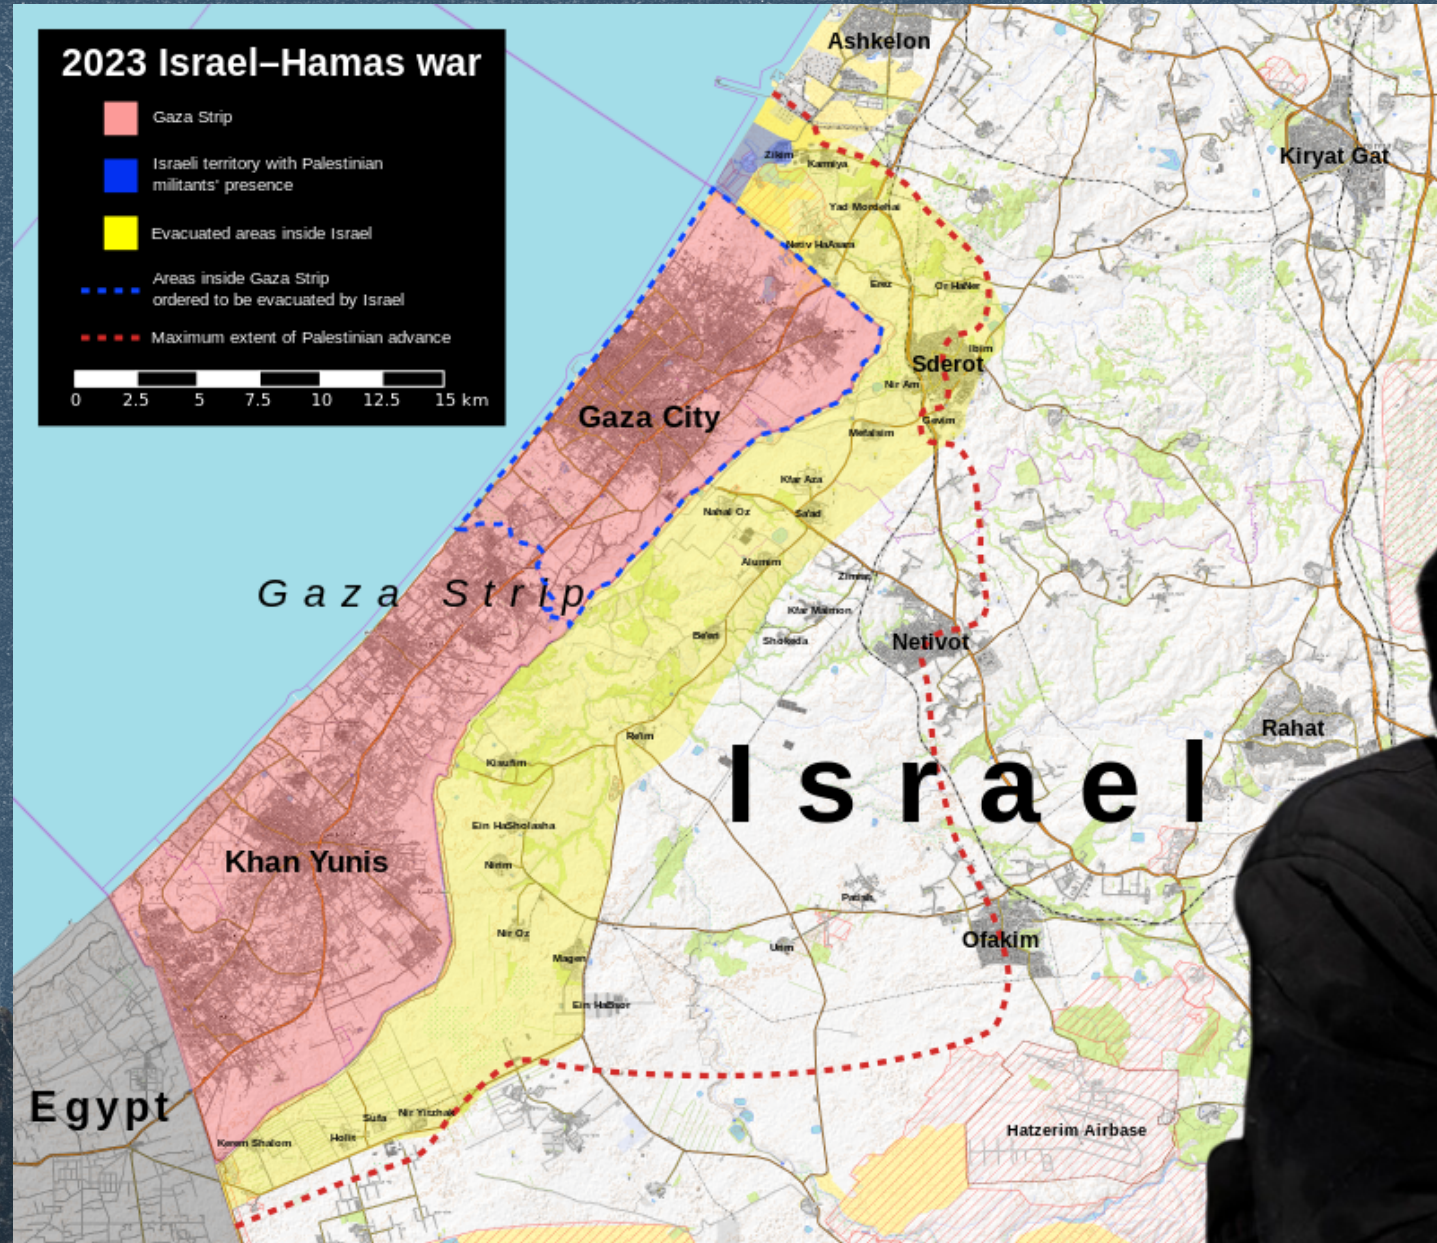 2023 Israel–Hamas war
Gaza Strip
Israeli territory with Palestinian
militants' presence
Evacuated areas inside Israel
Areas inside Gaza Strip
ordered to be evacuated by Israel
Maximum extent of Palestinian advance
0 2.5 5 7.5 10 12.5 15 km
Ashkelon
Kiryat Gat
Zikim
Karmiya
Yad Mordehai
Netiv HaAsara
Erez
Or HaNer
Ibim
Sderot
Nir Am
Gevim
Gaza City
Mefalsim
Kfar Aza
Nahal Oz
Sa'ad
Alumim
Zimrat
Gaza Strip
Kfar Maimon
Be'eri
Shokeda
Netivot
Re'im
Rahat
Kisufim
Israel
Ein HaSholasha
Khan Yunis
Nirim
Patish
Nir Oz
Urim
Ofakim
Magen
Ein HaBsor
Egypt
Sufa
Nir Yitzhak
Holit
Kerem Shalom
Hatzerim Airbase